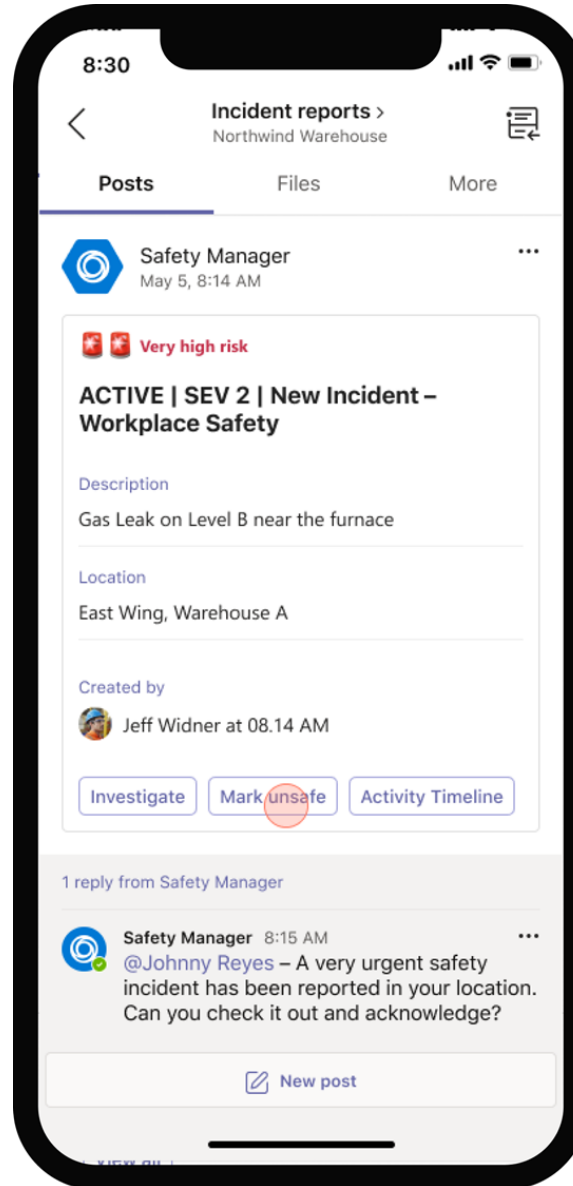 8:30
Incident reports >
Northwind Warehouse
Posts
Files
More
Safety Manager
May 5, 8:14 AM
Very high risk
ACTIVE | SEV 2 | New Incident –
Workplace Safety
Description
Gas Leak on Level B near the furnace
Location
East Wing, Warehouse A
Created by
Jeff Widner at 08.14 AM
Investigate
Mark unsafe
Activity Timeline
1 reply from Safety Manager
Safety Manager 8:15 AM
@Johnny Reyes – A very urgent safety
incident has been reported in your location.
Can you check it out and acknowledge?
New post
View all